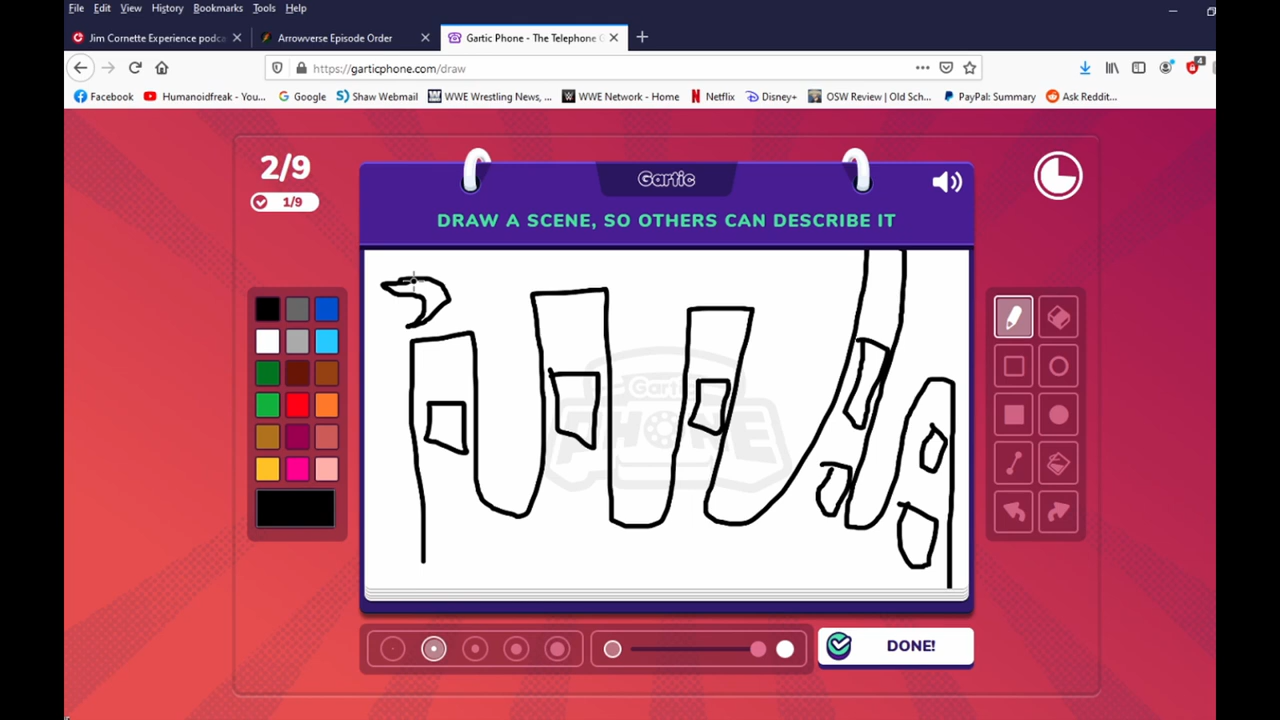 File Edit View History Bookmarks Tools Help
Jim Cornette Experience podca Arrowverse Episode Order Gartic Phone - The Telephone G
https://garticphone.com/draw
4
Facebook Humanoidfreak - You... Google Shaw Webmail WWE Wrestling News, ... WWE Network - Home Netflix Disney+ OSW Review | Old Sch... PayPal: Summary Ask Reddit...
2/9
Gartic
1/9
DRAW A SCENE, SO OTHERS CAN DESCRIBE IT
Gartic
PHONE
DONE!